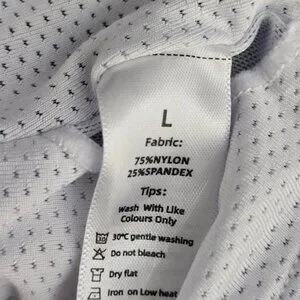 L
Fabric:
75%NYLON
25%SPANDEX
Tips:
Wash With Like
Colours Only
30℃ gentle washing
Do not bleach
Dry flat
Iron on Low heat